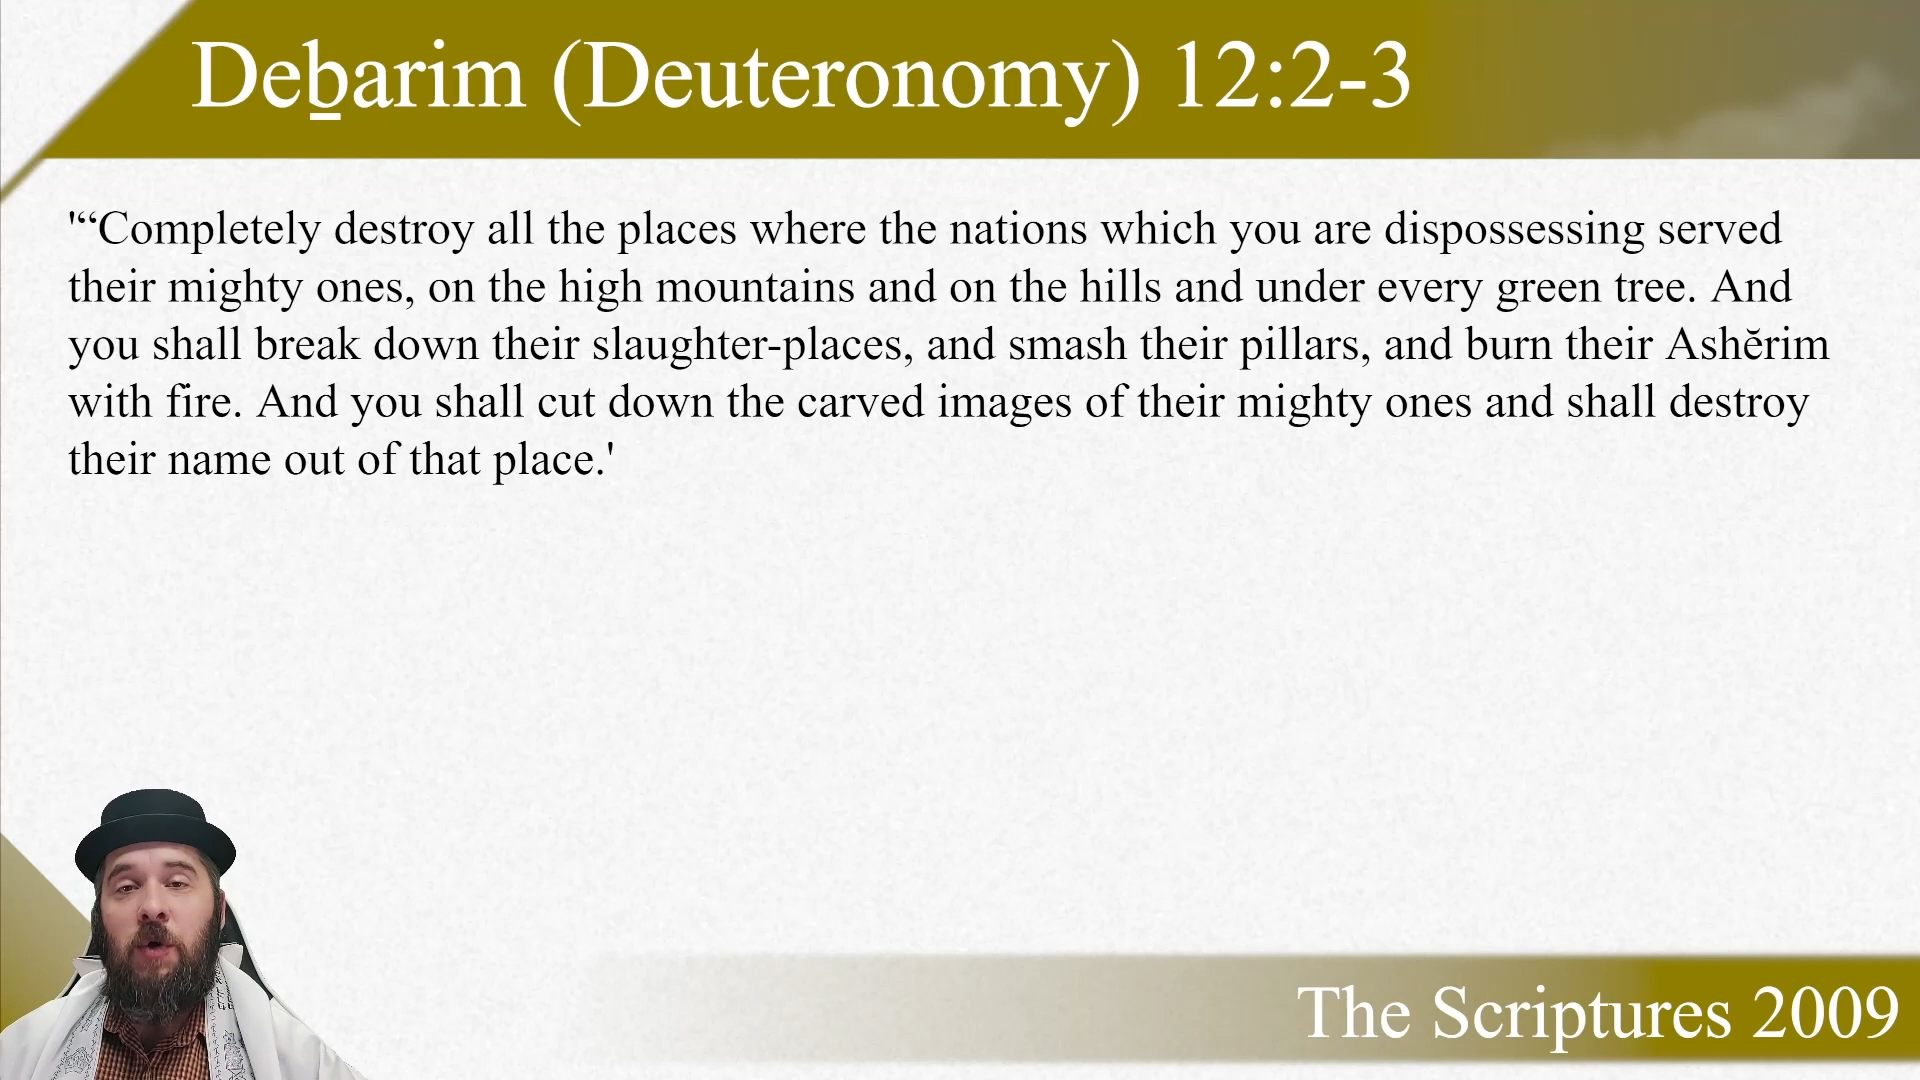 Deḇarim (Deuteronomy) 12:2-3
'“Completely destroy all the places where the nations which you are dispossessing served
their mighty ones, on the high mountains and on the hills and under every green tree. And
you shall break down their slaughter-places, and smash their pillars, and burn their Ashĕrim
with fire. And you shall cut down the carved images of their mighty ones and shall destroy
their name out of that place.'
The Scriptures 2009